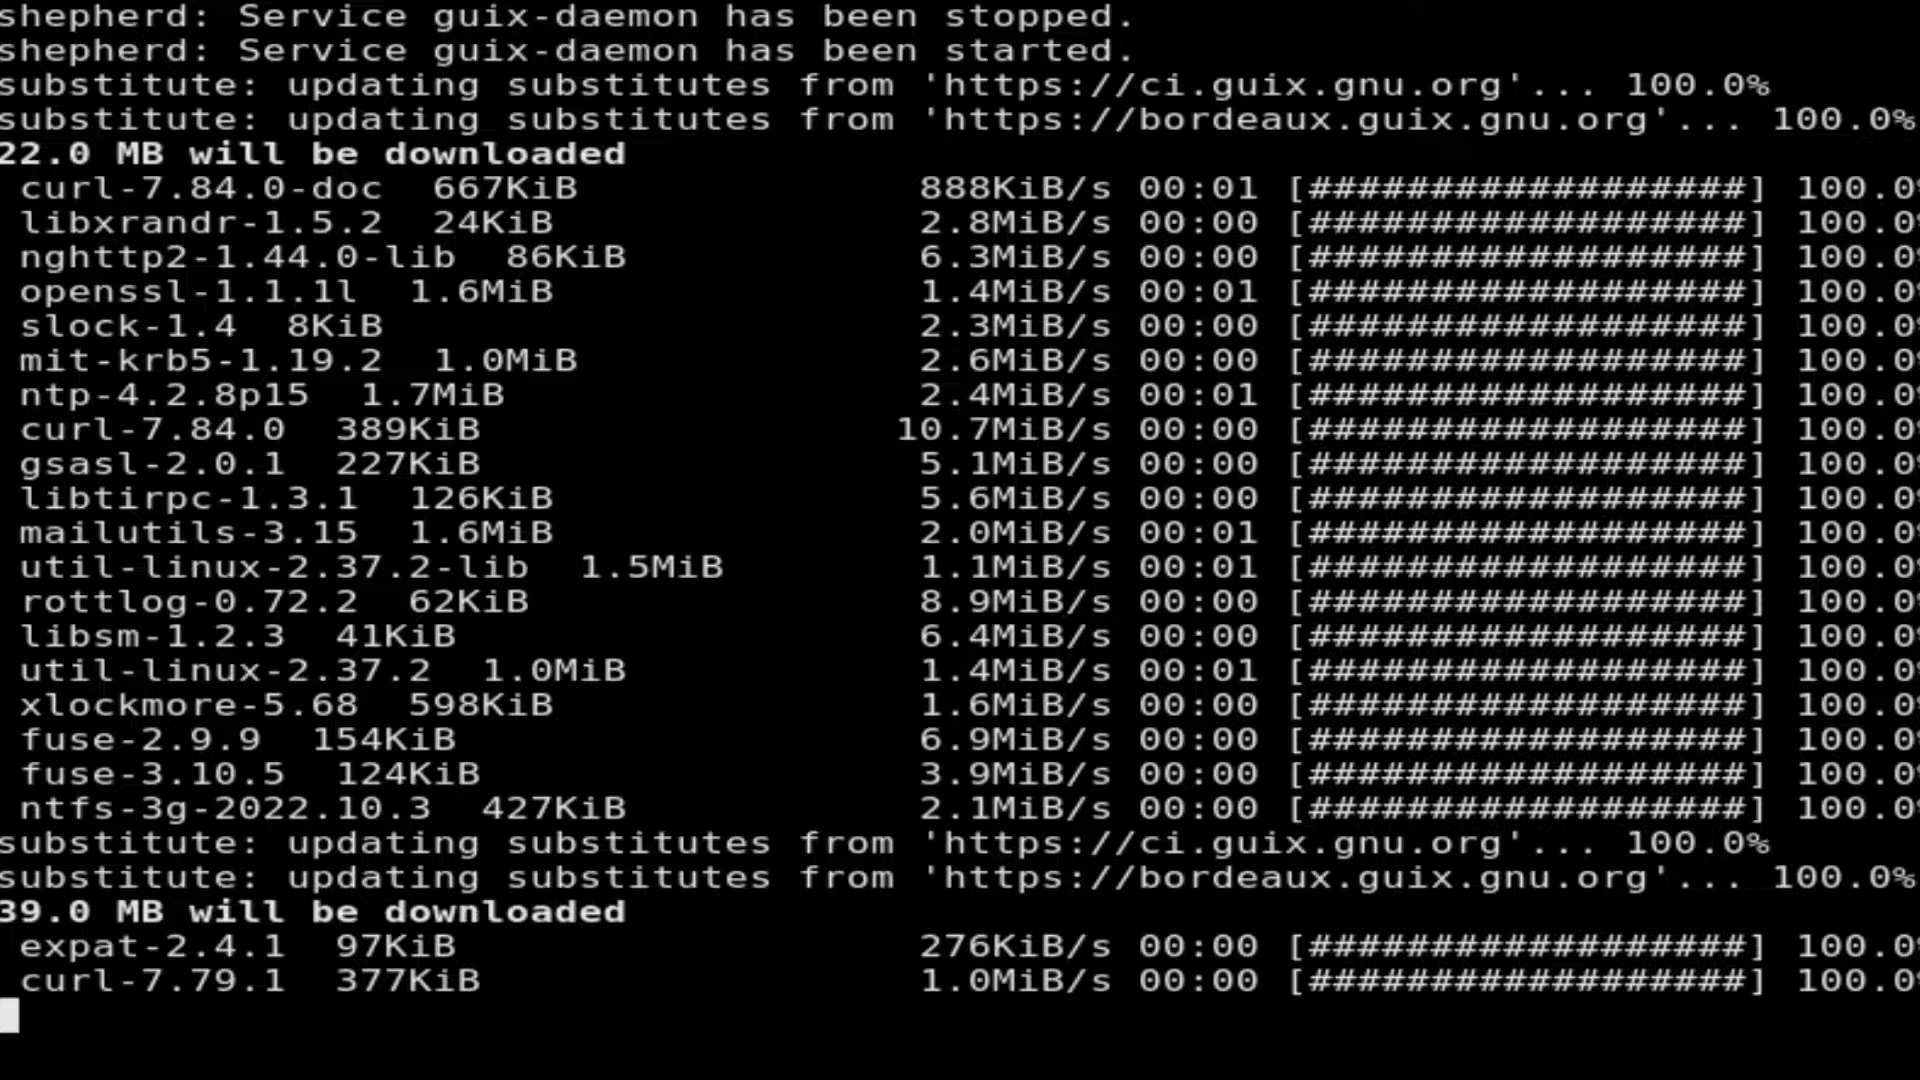 shepherd: Service guix-daemon has been stopped.
shepherd: Service guix-daemon has been started.
substitute: updating substitutes from 'https://ci.guix.gnu.org'... 100.0%
substitute: updating substitutes from 'https://bordeaux.guix.gnu.org'... 100.0%
22.0 MB will be downloaded
curl-7.84.0-doc 667KiB 888KiB/s 00:01 [##################] 100.0
libxrandr-1.5.2 24KiB 2.8MiB/s 00:00 [##################] 100.0
nghttp2-1.44.0-lib 86KiB 6.3MiB/s 00:00 [##################] 100.0
openssl-1.1.1l 1.6MiB 1.4MiB/s 00:01 [##################] 100.0
slock-1.4 8KiB 2.3MiB/s 00:00 [##################] 100.0
mit-krb5-1.19.2 1.0MiB 2.6MiB/s 00:00 [##################] 100.0
ntp-4.2.8p15 1.7MiB 2.4MiB/s 00:01 [##################] 100.0
curl-7.84.0 389KiB 10.7MiB/s 00:00 [##################] 100.0
gsasl-2.0.1 227KiB 5.1MiB/s 00:00 [##################] 100.0
libtirpc-1.3.1 126KiB 5.6MiB/s 00:00 [##################] 100.0
mailutils-3.15 1.6MiB 2.0MiB/s 00:01 [##################] 100.0
util-linux-2.37.2-lib 1.5MiB 1.1MiB/s 00:01 [##################] 100.0
rottlog-0.72.2 62KiB 8.9MiB/s 00:00 [##################] 100.0
libsm-1.2.3 41KiB 6.4MiB/s 00:00 [##################] 100.0
util-linux-2.37.2 1.0MiB 1.4MiB/s 00:01 [##################] 100.0
xlockmore-5.68 598KiB 1.6MiB/s 00:00 [##################] 100.0
fuse-2.9.9 154KiB 6.9MiB/s 00:00 [##################] 100.0
fuse-3.10.5 124KiB 3.9MiB/s 00:00 [##################] 100.0
ntfs-3g-2022.10.3 427KiB 2.1MiB/s 00:00 [##################] 100.0
substitute: updating substitutes from 'https://ci.guix.gnu.org'... 100.0%
substitute: updating substitutes from 'https://bordeaux.guix.gnu.org'... 100.0%
39.0 MB will be downloaded
expat-2.4.1 97KiB 276KiB/s 00:00 [##################] 100.0
curl-7.79.1 377KiB 1.0MiB/s 00:00 [##################] 100.0